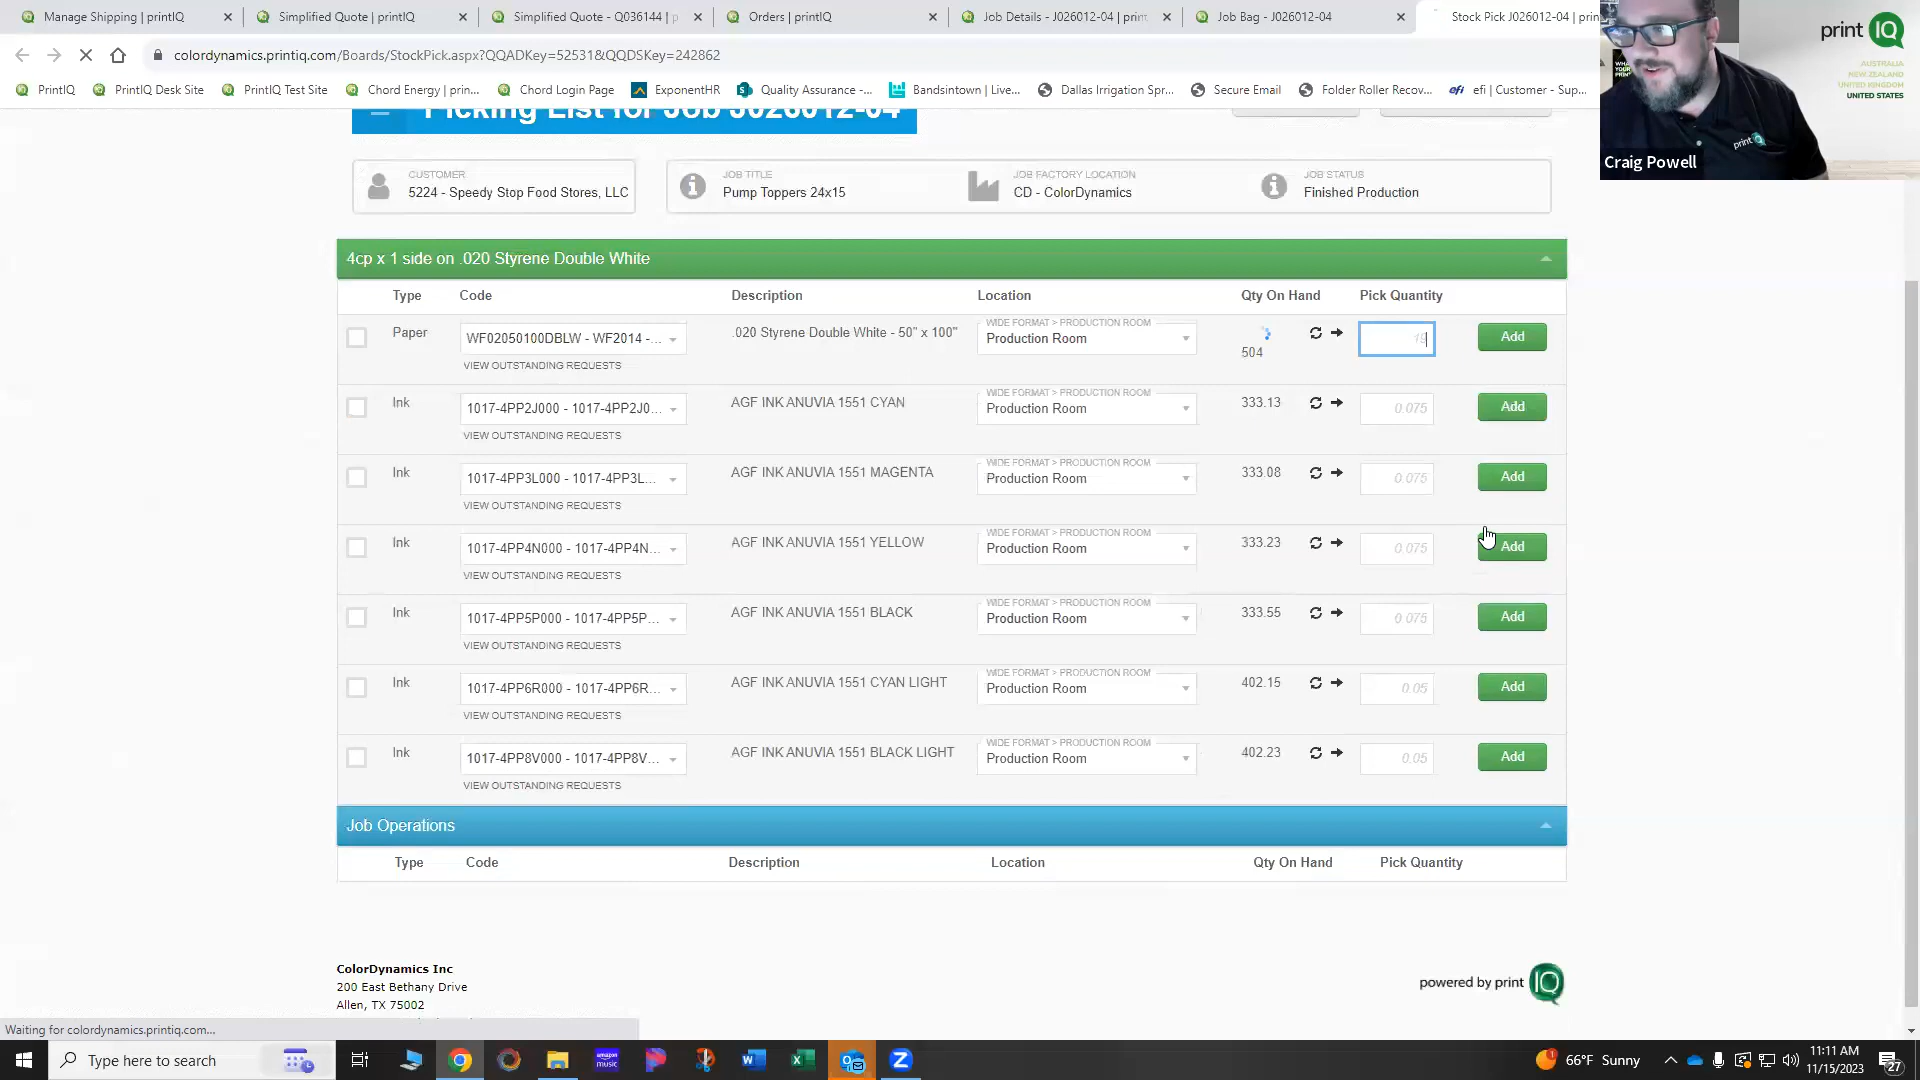 Manage Shipping | printIQ
Simplified Quote | printIQ
Simplified Quote - Q036144 | p
Orders | printIQ
Job Details - J026012-04 | print
Job Bag - J026012-04
Stock Pick J026012-04 | prin
colordynamics.printiq.com/Boards/StockPick.aspx?QQADKey=52531&QQDSKey=242862
PrintIQ
PrintIQ Desk Site
PrintIQ Test Site
Chord Energy | prin...
Chord Login Page
ExponentHR
Quality Assurance -...
Bandsintown | Live...
Dallas Irrigation Spr...
Secure Email
Folder Roller Recov...
efi | Customer - Sup...
print IQ
AUSTRALIA
NEW ZEALAND
UNITED KINGDOM
UNITED STATES
Craig Powell
Picking List for Job J026012-04
CUSTOMER
5224 - Speedy Stop Food Stores, LLC
JOB TITLE
Pump Toppers 24x15
JOB FACTORY LOCATION
CD - ColorDynamics
JOB STATUS
Finished Production
4cp x 1 side on .020 Styrene Double White
Type Code Description Location Qty On Hand Pick Quantity
Paper WF02050100DBLW - WF2014 -... .020 Styrene Double White - 50" x 100" WIDE FORMAT > PRODUCTION ROOM Production Room 504 19 Add
VIEW OUTSTANDING REQUESTS
Ink 1017-4PP2J000 - 1017-4PP2J0... AGF INK ANUVIA 1551 CYAN WIDE FORMAT > PRODUCTION ROOM Production Room 333.13 0.075 Add
VIEW OUTSTANDING REQUESTS
Ink 1017-4PP3L000 - 1017-4PP3L... AGF INK ANUVIA 1551 MAGENTA WIDE FORMAT > PRODUCTION ROOM Production Room 333.08 0.075 Add
VIEW OUTSTANDING REQUESTS
Ink 1017-4PP4N000 - 1017-4PP4N... AGF INK ANUVIA 1551 YELLOW WIDE FORMAT > PRODUCTION ROOM Production Room 333.23 0.075 Add
VIEW OUTSTANDING REQUESTS
Ink 1017-4PP5P000 - 1017-4PP5P... AGF INK ANUVIA 1551 BLACK WIDE FORMAT > PRODUCTION ROOM Production Room 333.55 0.075 Add
VIEW OUTSTANDING REQUESTS
Ink 1017-4PP6R000 - 1017-4PP6R... AGF INK ANUVIA 1551 CYAN LIGHT WIDE FORMAT > PRODUCTION ROOM Production Room 402.15 0.05 Add
VIEW OUTSTANDING REQUESTS
Ink 1017-4PP8V000 - 1017-4PP8V... AGF INK ANUVIA 1551 BLACK LIGHT WIDE FORMAT > PRODUCTION ROOM Production Room 402.23 0.05 Add
VIEW OUTSTANDING REQUESTS
Job Operations
Type Code Description Location Qty On Hand Pick Quantity
ColorDynamics Inc
200 East Bethany Drive
Allen, TX 75002
powered by print IQ
Waiting for colordynamics.printiq.com...
Type here to search
66°F Sunny
11:11 AM
11/15/2023
27